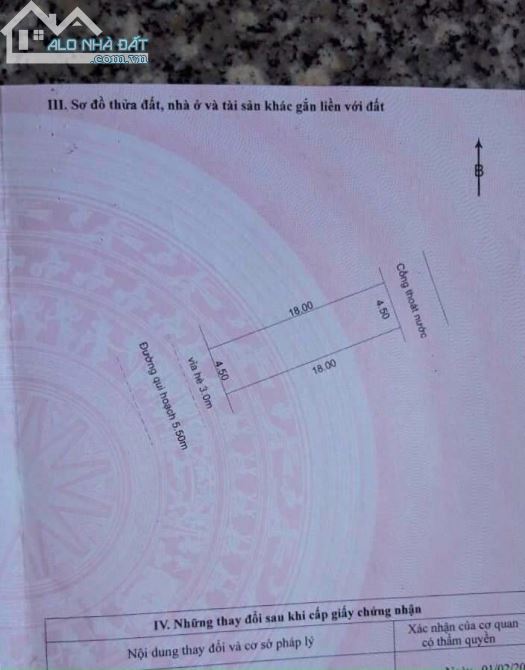 ALO NHÀ ĐẤT
.com.vn
III. Sơ đồ thửa đất, nhà ở và tài sản khác gắn liền với đất
B
Cống thoát nước
18.00
4.50
4.50
18.00
vỉa hè 3.0m
Đường qui hoạch 5.50m
IV. Những thay đổi sau khi cấp giấy chứng nhận
Nội dung thay đổi và cơ sở pháp lý
Xác nhận của cơ quan
có thẩm quyền